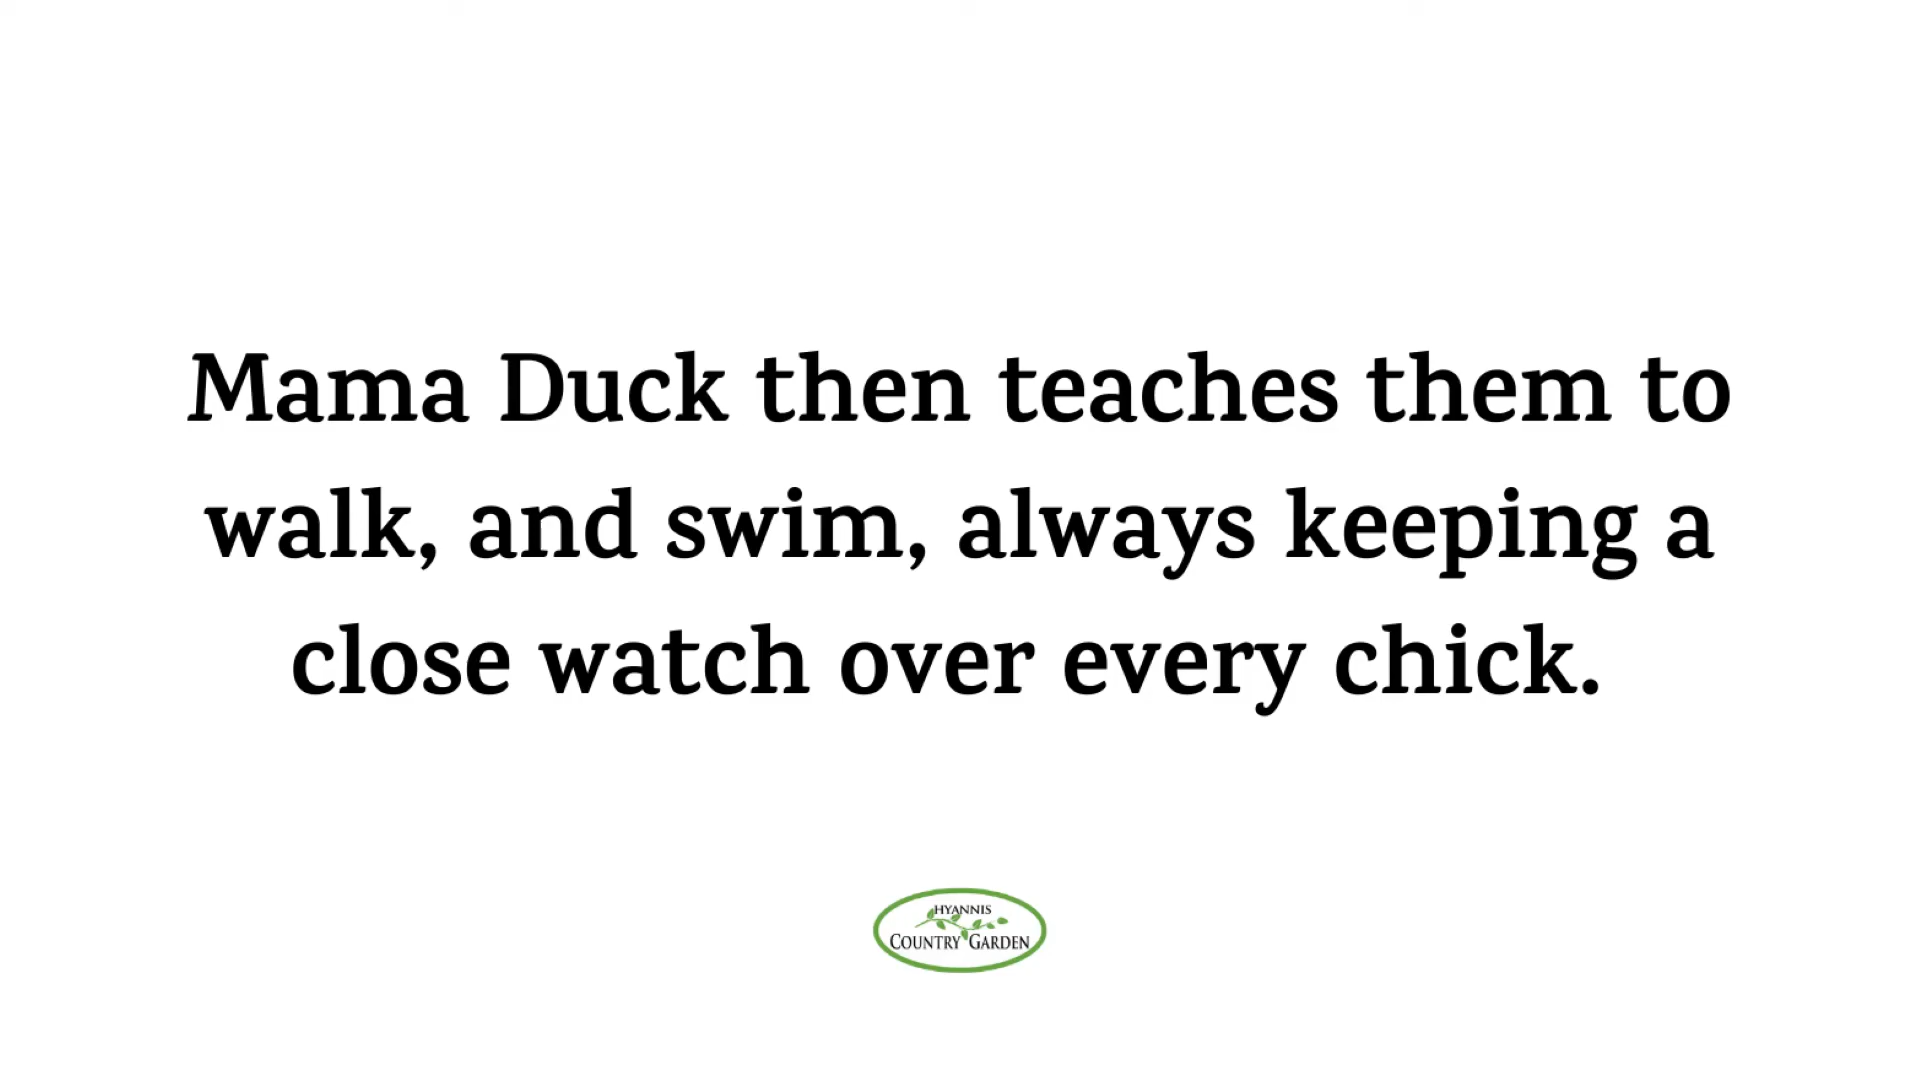 Mama Duck then teaches them to
walk, and swim, always keeping a
close watch over every chick.
HYANNIS
COUNTRY GARDEN